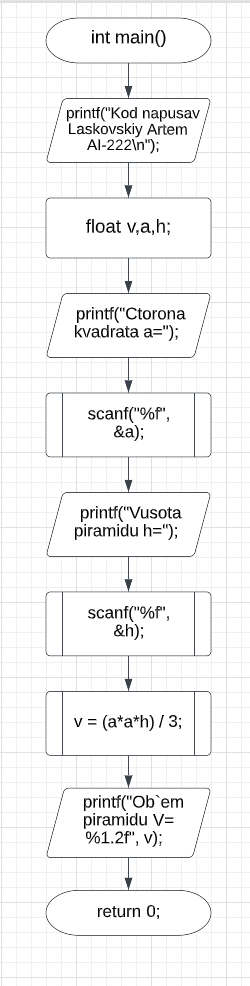 int main()
printf("Kod napusav
Laskovskiy Artem
AI-222\n");
float v,a,h;
printf("Ctorona
kvadrata a=");
scanf("%f",
&a);
printf("Vusota
piramidu h=");
scanf("%f",
&h);
v = (a*a*h) / 3;
printf("Ob`em
piramidu V=
%1.2f", v);
return 0;